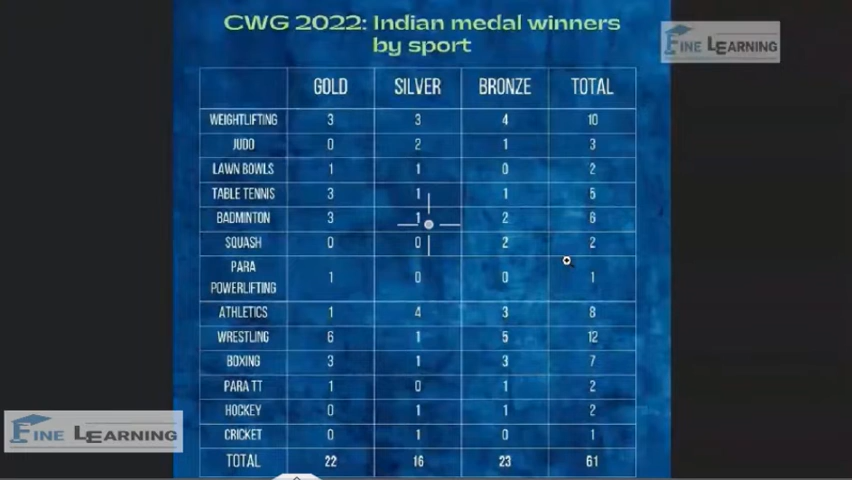 CWG 2022: Indian medal winners
by sport
FINE LEARNING
GOLD SILVER BRONZE TOTAL
WEIGHTLIFTING 3 3 4 10
JUDO 0 2 1 3
LAWN BOWLS 1 1 0 2
TABLE TENNIS 3 1 1 5
BADMINTON 3 1 2 6
SQUASH 0 0 2 2
PARA
POWERLIFTING 1 0 0 1
ATHLETICS 1 4 3 8
WRESTLING 6 1 5 12
BOXING 3 1 3 7
PARA TT 1 0 1 2
HOCKEY 0 1 1 2
CRICKET 0 1 0 1
TOTAL 22 16 23 61
FINE LEARNING